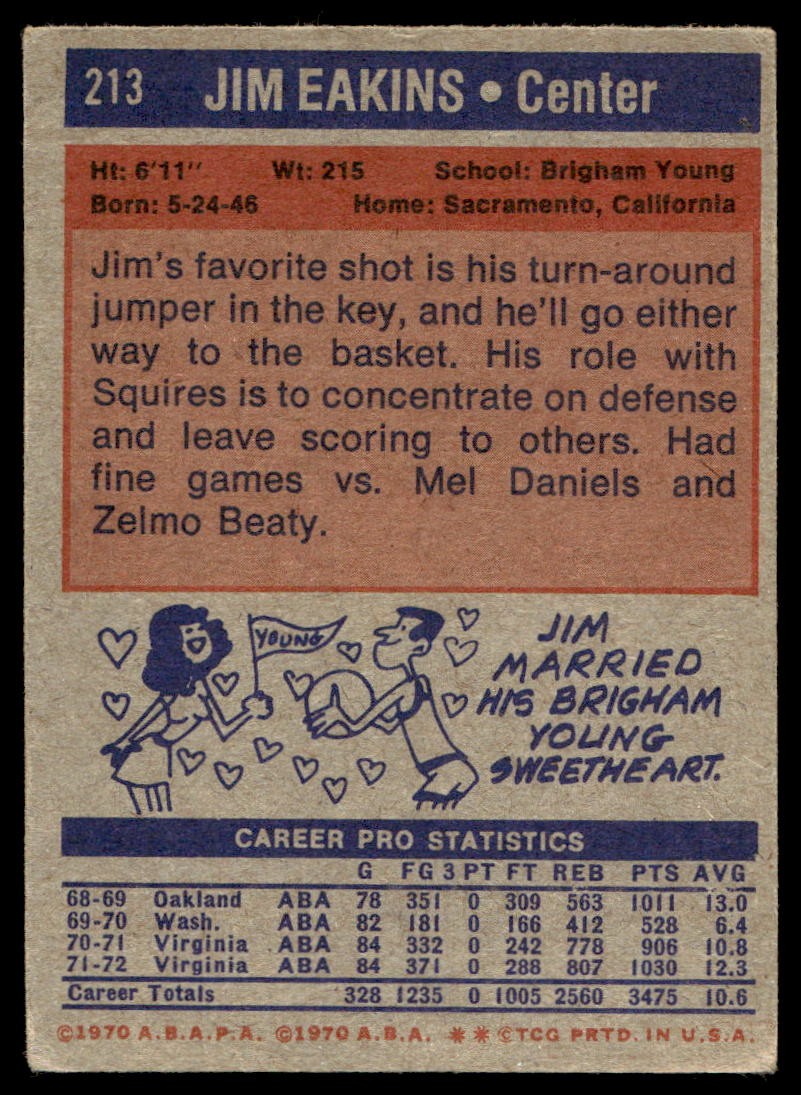 213 JIM EAKINS • Center
Ht: 6'11" Wt: 215 School: Brigham Young
Born: 5-24-46 Home: Sacramento, California
Jim's favorite shot is his turn-around
jumper in the key, and he'll go either
way to the basket. His role with
Squires is to concentrate on defense
and leave scoring to others. Had
fine games vs. Mel Daniels and
Zelmo Beaty.
YOUNG
JIM
MARRIED
HIS BRIGHAM
YOUNG
SWEETHEART.
CAREER PRO STATISTICS
G FG 3 PT FT REB PTS AVG
68-69 Oakland ABA 78 351 0 309 563 1011 13.0
69-70 Wash. ABA 82 181 0 166 412 528 6.4
70-71 Virginia ABA 84 332 0 242 778 906 10.8
71-72 Virginia ABA 84 371 0 288 807 1030 12.3
Career Totals 328 1235 0 1005 2560 3475 10.6
©1970 A.B.A.P.A. ©1970 A.B.A. ** ©TCG PRTD. IN U.S.A.